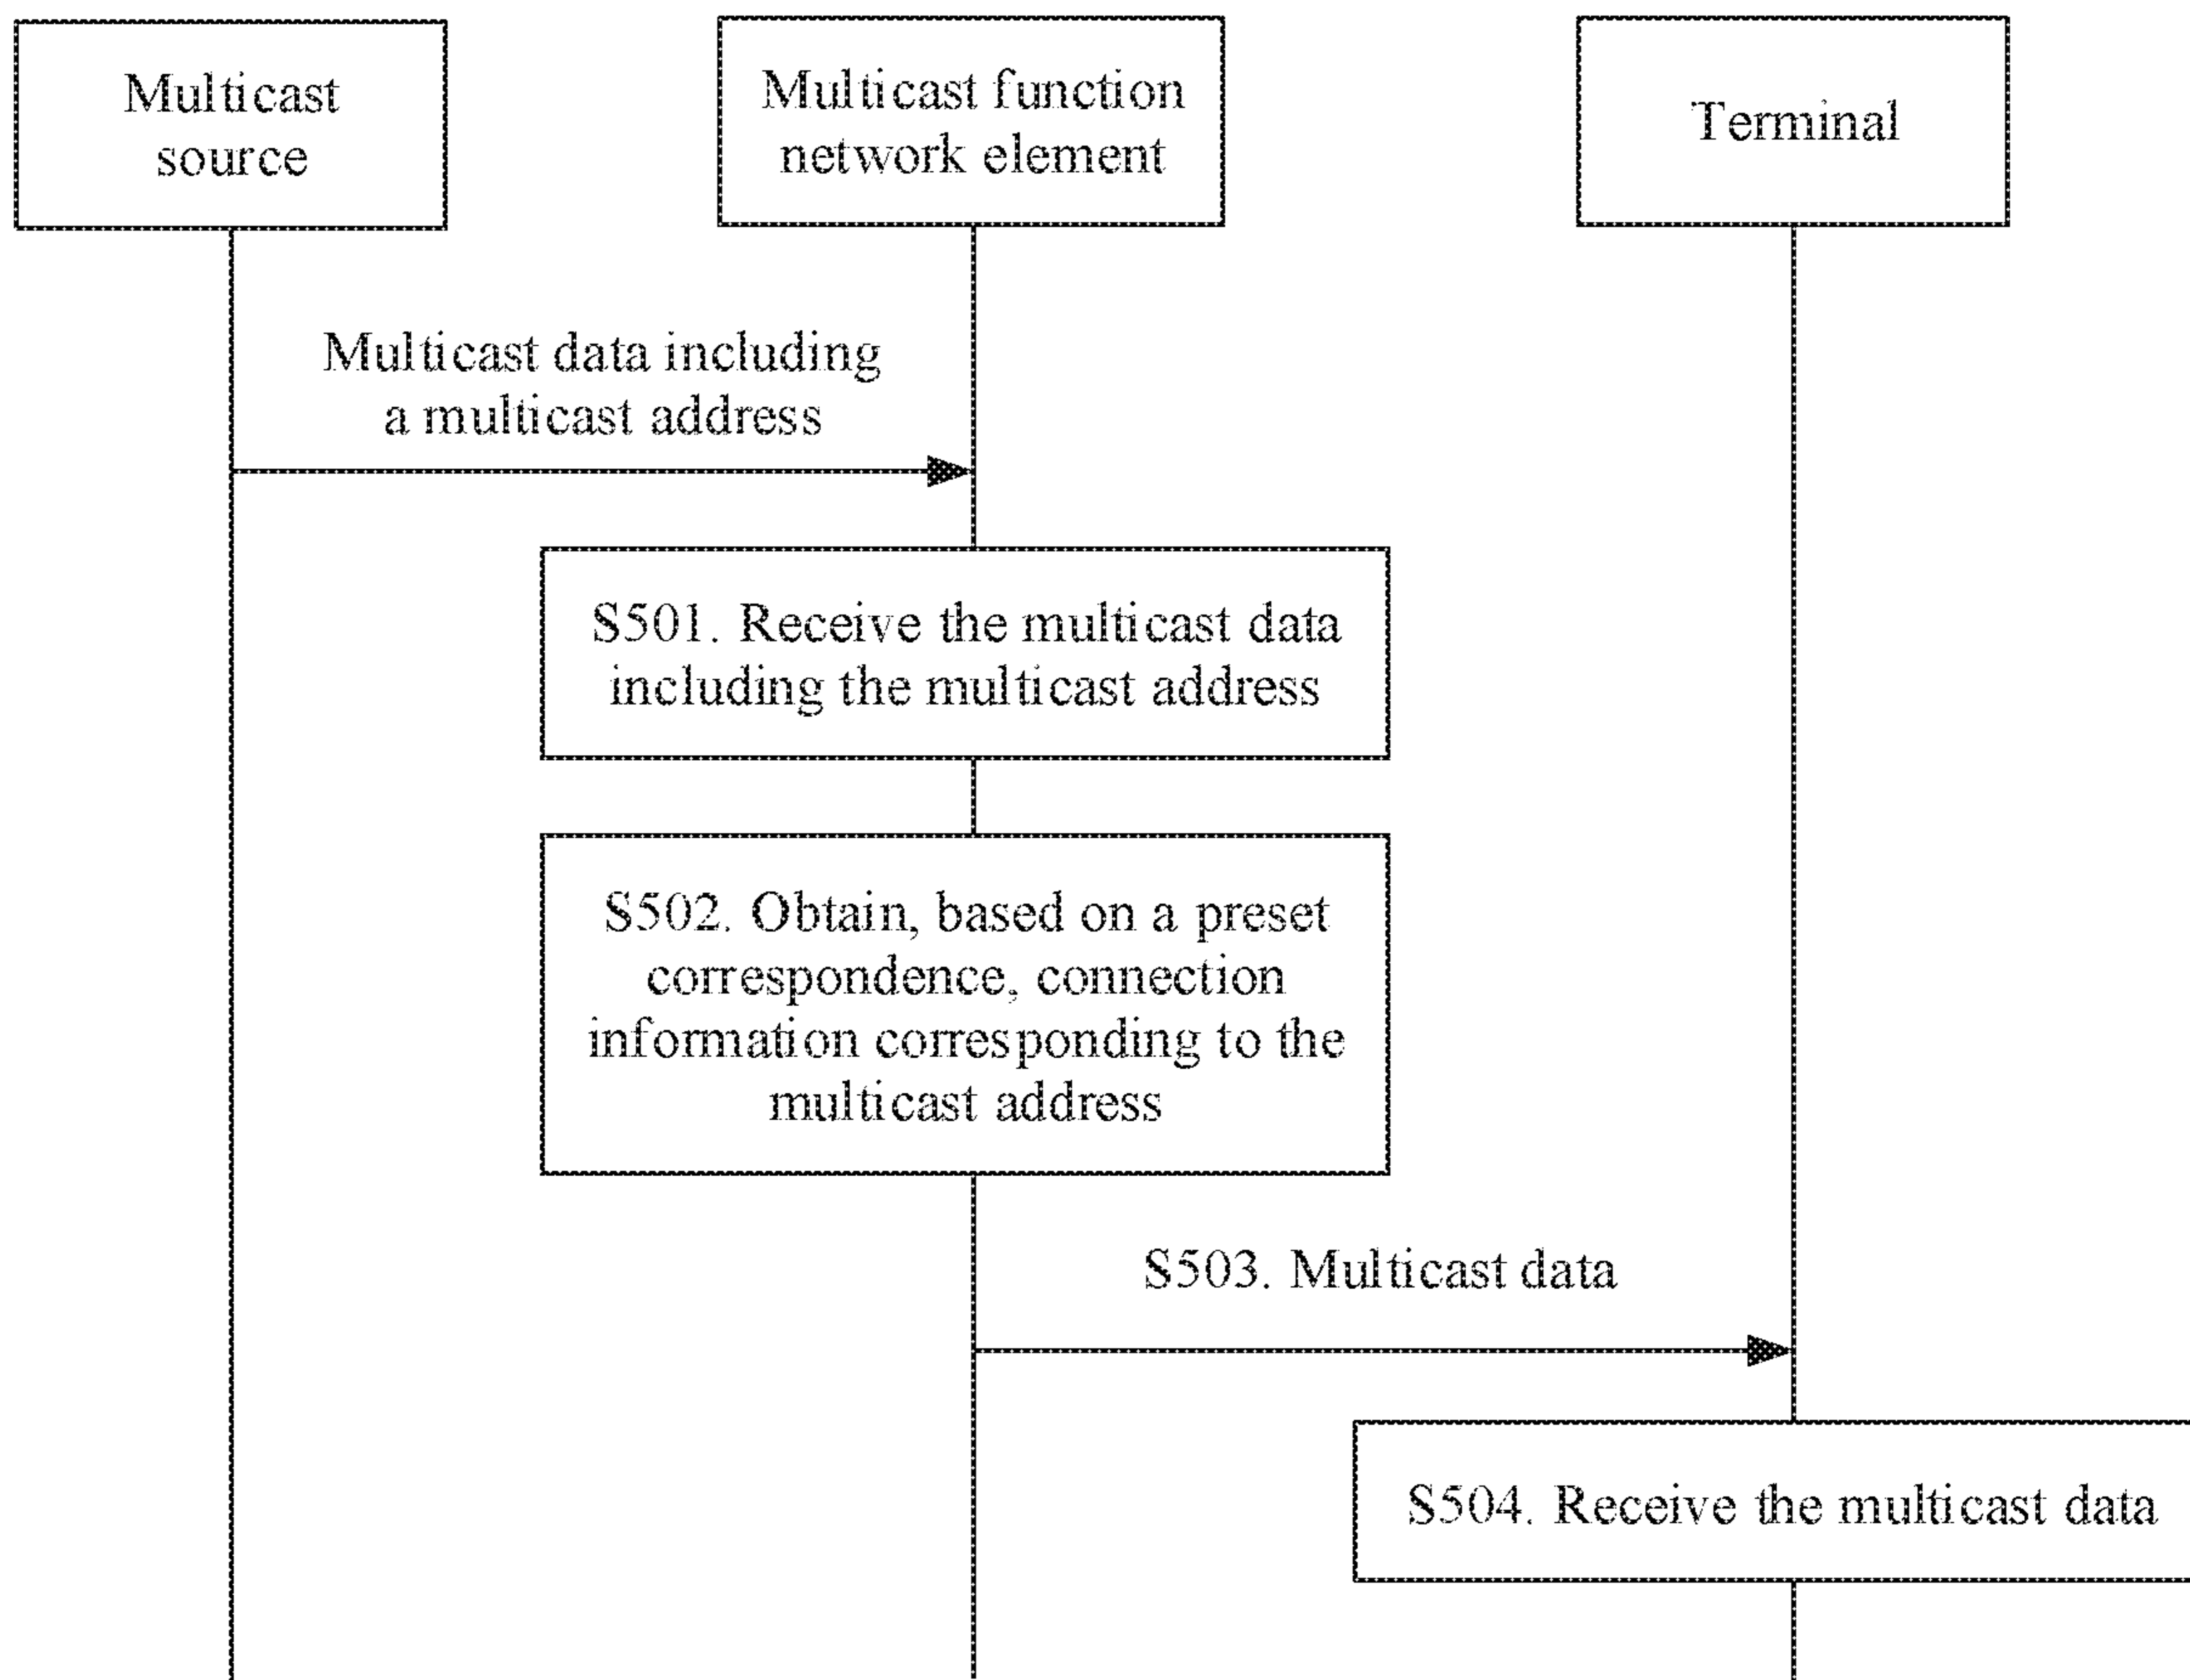 Multicast
source
Multicast function
network element
Terminal
Multicast data including
a multicast address
S501. Receive the multicast data
including the multicast address
S502. Obtain, based on a preset
correspondence, connection
information corresponding to the
multicast address
S503. Multicast data
S504. Receive the multicast data